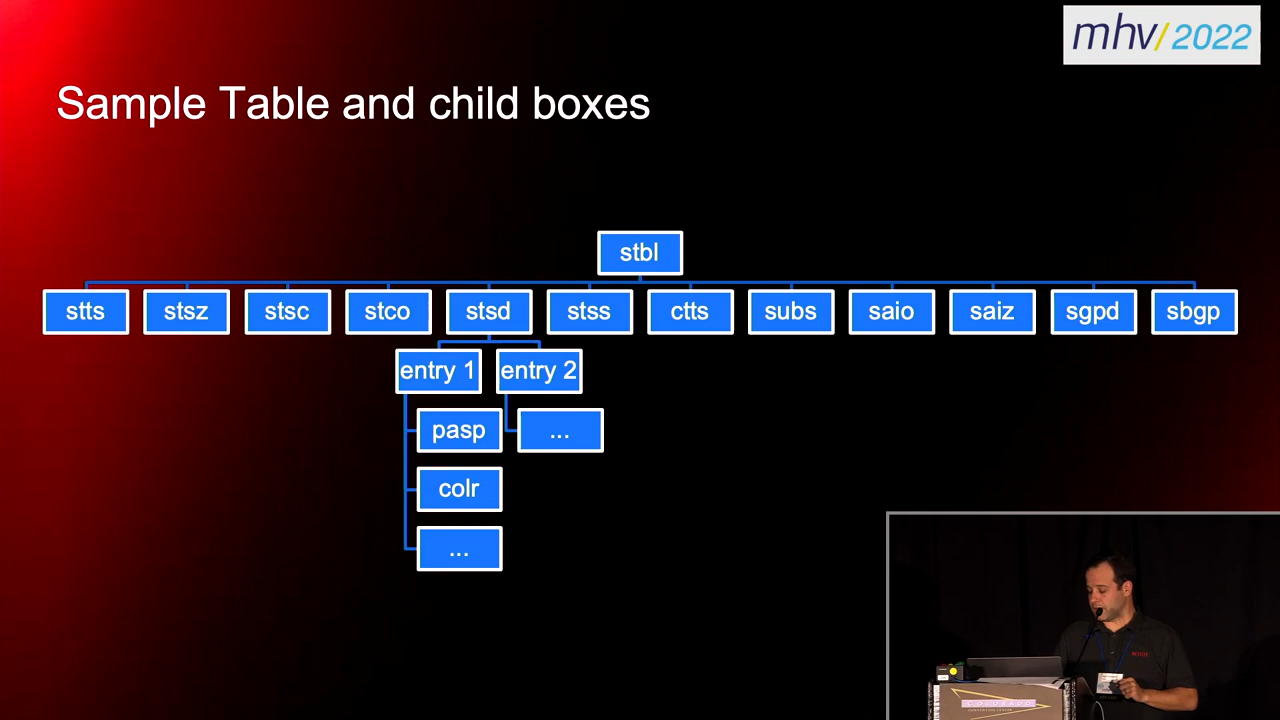 mhv/2022
Sample Table and child boxes
stbl
stts stsz stsc stco stsd stss ctts subs saio saiz sgpd sbgp
entry 1 entry 2
pasp ...
colr
...
COLORADO